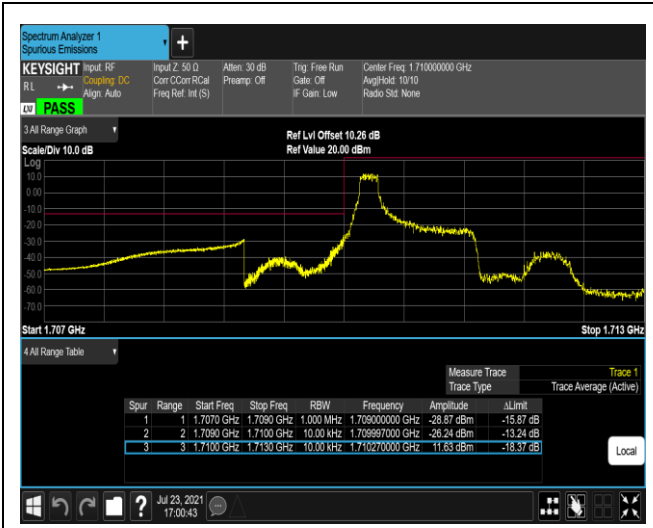 Spectrum Analyzer 1
Spurious Emissions
+
KEYSIGHT Input: RF Input Z: 50 Ω Atten: 30 dB Trig: Free Run Center Freq: 1.710000000 GHz
RL Coupling: DC Corr CCorr RCal Preamp: Off Gate: Off Avg|Hold: 10/10
Align: Auto Freq Ref: Int (S) IF Gain: Low Radio Std: None
LXI PASS
3 All Range Graph
Ref Lvl Offset 10.26 dB
Scale/Div 10.0 dB Ref Value 20.00 dBm
Log
10.0
0.00
-10.0
-20.0
-30.0
-40.0
-50.0
-60.0
-70.0
Start 1.707 GHz Stop 1.713 GHz
4 All Range Table
Measure Trace Trace 1
Trace Type Trace Average (Active)
Spur Range Start Freq Stop Freq RBW Frequency Amplitude ΔLimit
1 1 1.7070 GHz 1.7090 GHz 1.000 MHz 1.709000000 GHz -28.87 dBm -15.87 dB
2 2 1.7090 GHz 1.7100 GHz 10.00 kHz 1.709997000 GHz -26.24 dBm -13.24 dB
3 3 1.7100 GHz 1.7130 GHz 10.00 kHz 1.710270000 GHz 11.63 dBm -18.37 dB
Local
? Jul 23, 2021
17:00:43